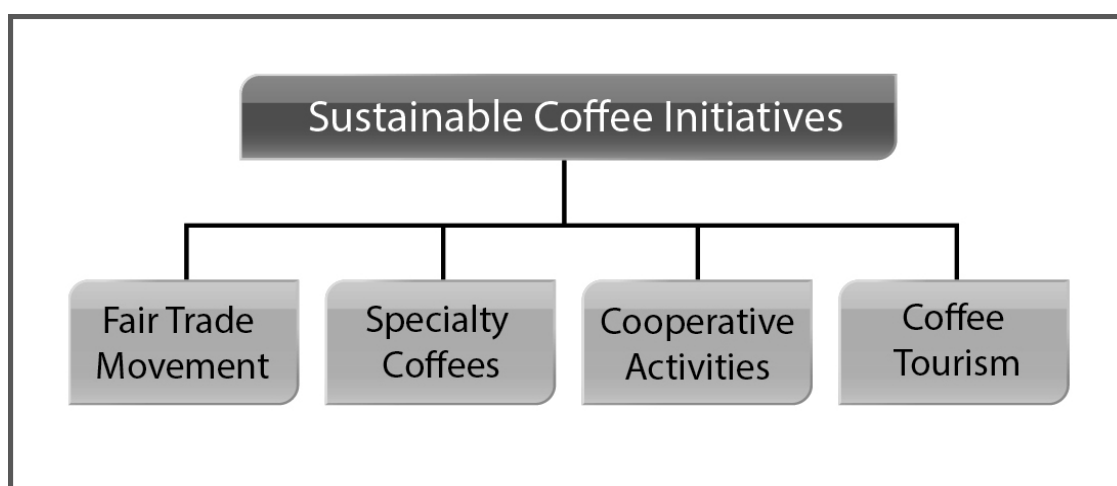 Sustainable Coffee Initiatives
Fair Trade
Movement
Specialty
Coffees
Cooperative
Activities
Coffee
Tourism